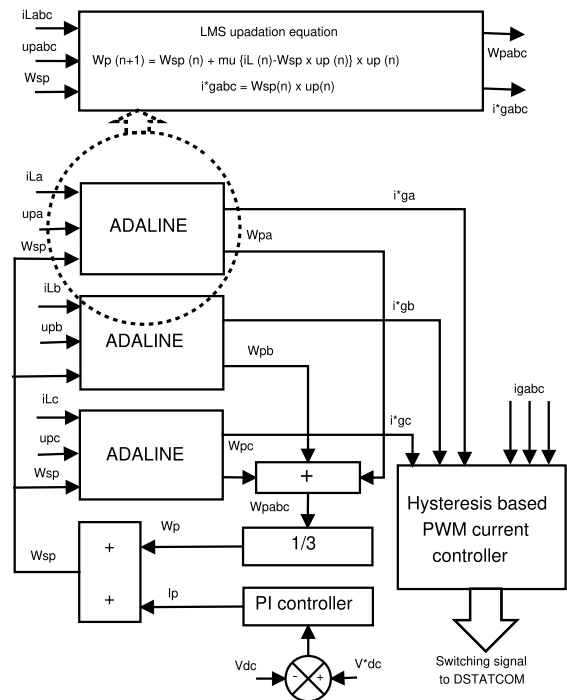 iLabc
upabc
Wsp
LMS upadation equation
Wp (n+1) = Wsp (n) + mu {iL (n)-Wsp x up (n)} x up (n)
i*gabc = Wsp(n) x up(n)
Wpabc
i*gabc
iLa
upa
Wsp
ADALINE
i*ga
Wpa
iLb
upb
ADALINE
i*gb
Wpb
iLc
upc
Wsp
ADALINE
i*gc
Wpc
igabc
+
Wpabc
Hysteresis based
PWM current
controller
Wp
1/3
Wsp
+
+
Ip
PI controller
Vdc
- +
V*dc
Switching signal
to DSTATCOM